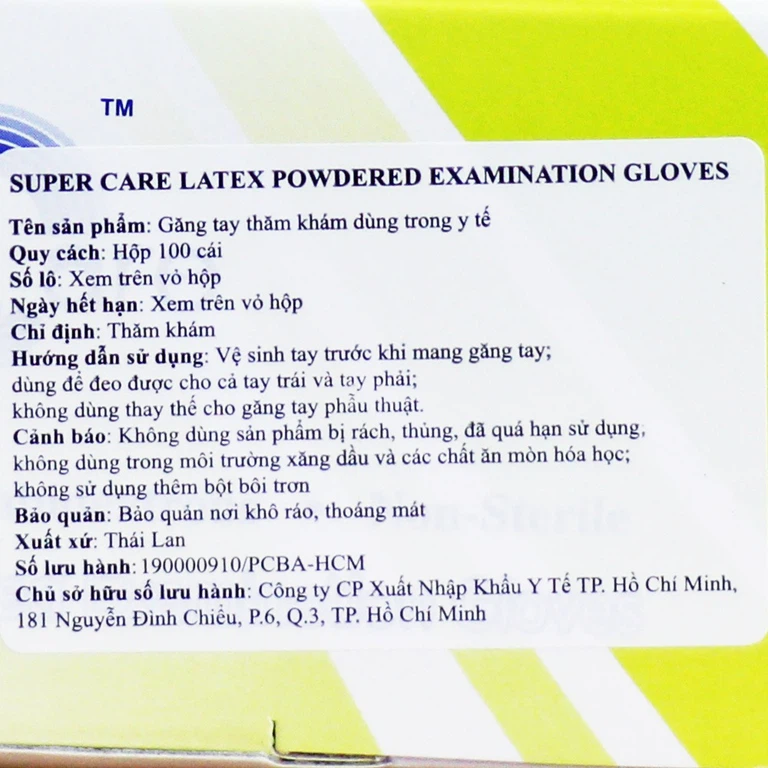 TM
SUPER CARE LATEX POWDERED EXAMINATION GLOVES
Tên sản phẩm: Găng tay thăm khám dùng trong y tế
Quy cách: Hộp 100 cái
Số lô: Xem trên vỏ hộp
Ngày hết hạn: Xem trên vỏ hộp
Chỉ định: Thăm khám
Hướng dẫn sử dụng: Vệ sinh tay trước khi mang găng tay;
dùng để đeo được cho cả tay trái và tay phải;
không dùng thay thế cho găng tay phẫu thuật.
Cảnh báo: Không dùng sản phẩm bị rách, thủng, đã quá hạn sử dụng,
không dùng trong môi trường xăng dầu và các chất ăn mòn hóa học;
không sử dụng thêm bột bôi trơn
Non-Sterile
Bảo quản: Bảo quản nơi khô ráo, thoáng mát
Xuất xứ: Thái Lan
Số lưu hành: 190000910/PCBA-HCM
Chủ sở hữu số lưu hành: Công ty CP Xuất Nhập Khẩu Y Tế TP. Hồ Chí Minh,
181 Nguyễn Đình Chiểu, P.6, Q.3, TP. Hồ Chí Minh